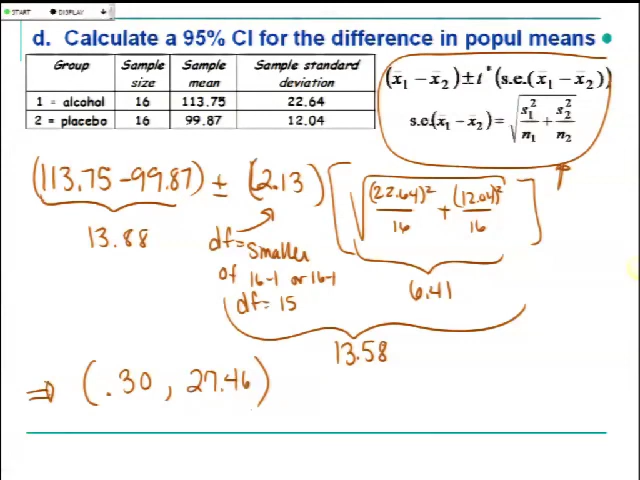 START DISPLAY
d. Calculate a 95% CI for the difference in popul means
Group Sample size Sample mean Sample standard deviation
1 = alcohol 16 113.75 22.64
2 = placebo 16 99.87 12.04
(x̄₁ − x̄₂) ± t*(s.e.(x̄₁ − x̄₂))
s.e.(x̄₁ − x̄₂) = √(s₁²/n₁ + s₂²/n₂)
(113.75 − 99.87) ± (2.13) [√((22.64)²/16 + (12.04)²/16)]
13.88
df = smaller
of 16-1 or 16-1
df = 15
6.41
13.58
⇒ (.30, 27.46)